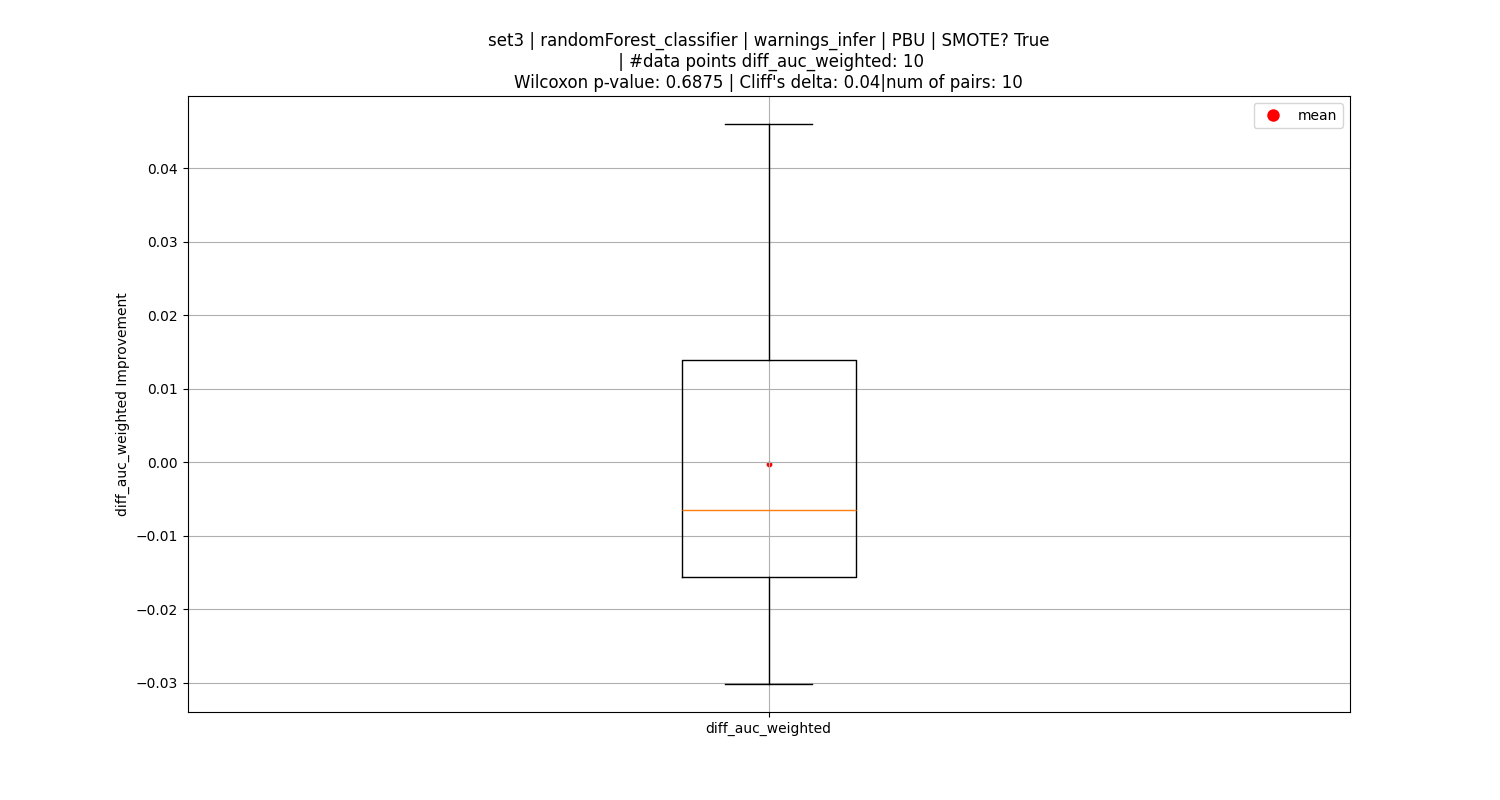 set3 | randomForest_classifier | warnings_infer | PBU | SMOTE? True
| #data points diff_auc_weighted: 10
Wilcoxon p-value: 0.6875 | Cliff's delta: 0.04|num of pairs: 10
mean
0.04
0.03
0.02
0.01
0.00
−0.01
−0.02
−0.03
diff_auc_weighted Improvement
diff_auc_weighted